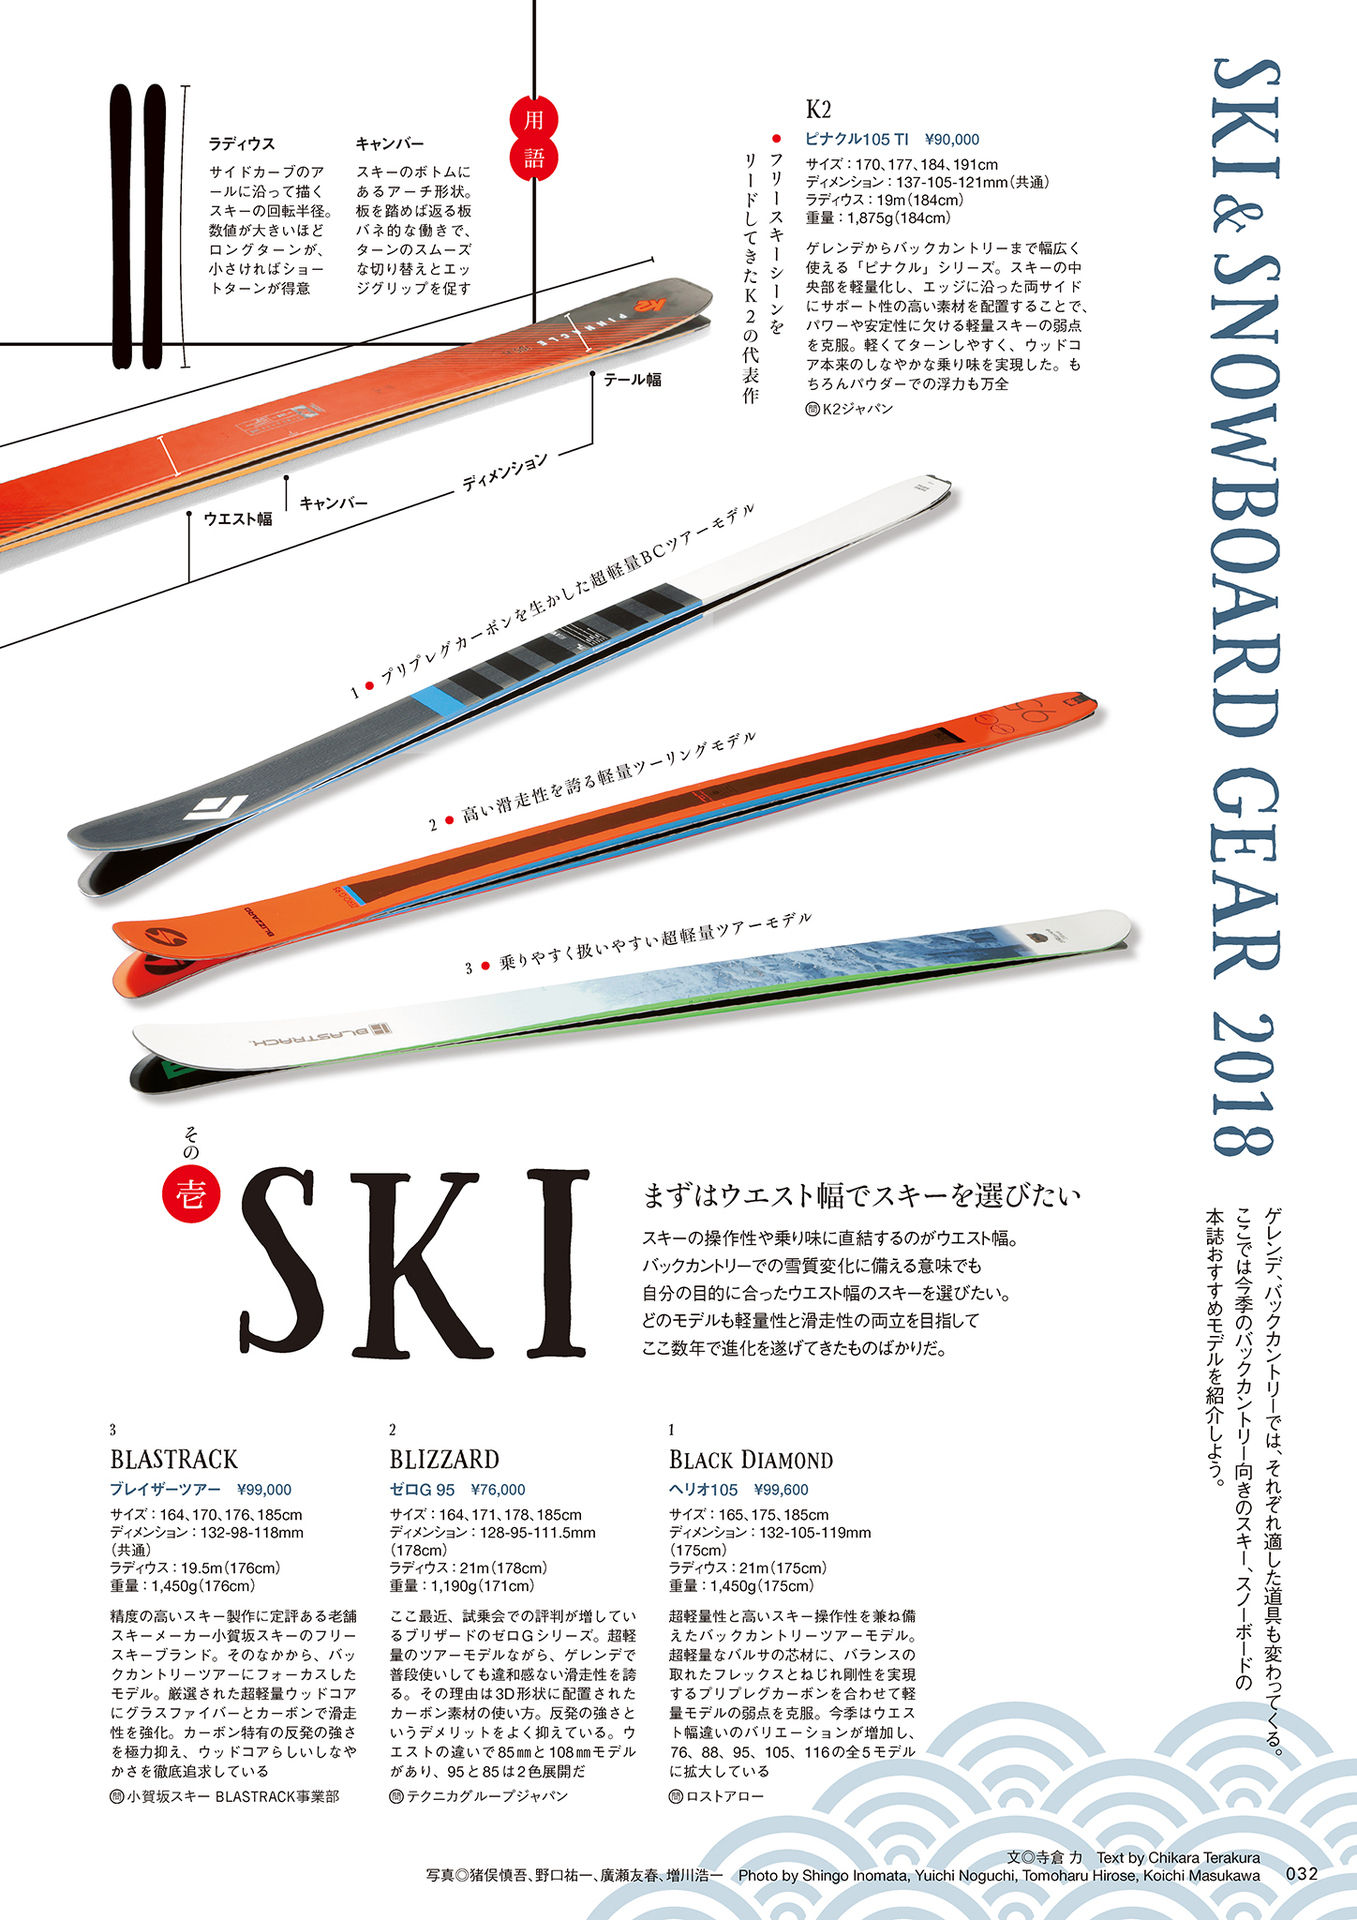 SKI & SNOWBOARD GEAR 2018
ゲレンデ、バックカントリーでは、それぞれ適した道具も変わってくる。
ここでは今季のバックカントリー向きのスキー、スノーボードの
本誌おすすめモデルを紹介しよう。
用語
ラディウス
サイドカーブのア
ールに沿って描く
スキーの回転半径。
数値が大きいほど
ロングターンが、
小さければショー
トターンが得意
キャンバー
スキーのボトムに
あるアーチ形状。
板を踏めば返る板
バネ的な働きで、
ターンのスムーズ
な切り替えとエッ
ジグリップを促す
K2
PINNACLE
テール幅
ディメンション
キャンバー
ウエスト幅
● フリースキーシーンを
リードしてきたK2の代表作
K2
ピナクル105 TI ¥90,000
サイズ：170、177、184、191cm
ディメンション：137-105-121mm（共通）
ラディウス：19m（184cm）
重量：1,875g（184cm）
ゲレンデからバックカントリーまで幅広く
使える「ピナクル」シリーズ。スキーの中
央部を軽量化し、エッジに沿った両サイド
にサポート性の高い素材を配置することで、
パワーや安定性に欠ける軽量スキーの弱点
を克服。軽くてターンしやすく、ウッドコ
ア本来のしなやかな乗り味を実現した。も
ちろんパウダーでの浮力も万全
㉄K2ジャパン
1 ● プリプレグカーボンを生かした超軽量BCツアーモデル
2 ● 高い滑走性を誇る軽量ツーリングモデル
BLIZZARD
ZERO G 95
95
3 ● 乗りやすく扱いやすい超軽量ツアーモデル
BLASTRACK
その
壱
SKI
まずはウエスト幅でスキーを選びたい
スキーの操作性や乗り味に直結するのがウエスト幅。
バックカントリーでの雪質変化に備える意味でも
自分の目的に合ったウエスト幅のスキーを選びたい。
どのモデルも軽量性と滑走性の両立を目指して
ここ数年で進化を遂げてきたものばかりだ。
3
BLASTRACK
ブレイザーツアー ¥99,000
サイズ：164、170、176、185cm
ディメンション：132-98-118mm
（共通）
ラディウス：19.5m（176cm）
重量：1,450g（176cm）
精度の高いスキー製作に定評ある老舗
スキーメーカー小賀坂スキーのフリー
スキーブランド。そのなかから、バッ
クカントリーツアーにフォーカスした
モデル。厳選された超軽量ウッドコア
にグラスファイバーとカーボンで滑走
性を強化。カーボン特有の反発の強さ
を極力抑え、ウッドコアらしいしなや
かさを徹底追求している
㉄小賀坂スキー BLASTRACK事業部
2
BLIZZARD
ゼロG 95 ¥76,000
サイズ：164、171、178、185cm
ディメンション：128-95-111.5mm
（178cm）
ラディウス：21m（178cm）
重量：1,190g（171cm）
ここ最近、試乗会での評判が増してい
るブリザードのゼロGシリーズ。超軽
量のツアーモデルながら、ゲレンデで
普段使いしても違和感ない滑走性を誇
る。その理由は3D形状に配置された
カーボン素材の使い方。反発の強さと
いうデメリットをよく抑えている。ウ
エストの違いで85㎜と108㎜モデル
があり、95と85は2色展開だ
㉄テクニカグループジャパン
1
BLACK DIAMOND
ヘリオ105 ¥99,600
サイズ：165、175、185cm
ディメンション：132-105-119mm
（175cm）
ラディウス：21m（175cm）
重量：1,450g（175cm）
超軽量性と高いスキー操作性を兼ね備
えたバックカントリーツアーモデル。
超軽量なバルサの芯材に、バランスの
取れたフレックスとねじれ剛性を実現
するプリプレグカーボンを合わせて軽
量モデルの弱点を克服。今季はウエス
ト幅違いのバリエーションが増加し、
76、88、95、105、116の全5モデル
に拡大している
㉄ロストアロー
文◎寺倉 力 Text by Chikara Terakura
写真◎猪俣慎吾、野口祐一、廣瀬友春、増川浩一 Photo by Shingo Inomata, Yuichi Noguchi, Tomoharu Hirose, Koichi Masukawa
032